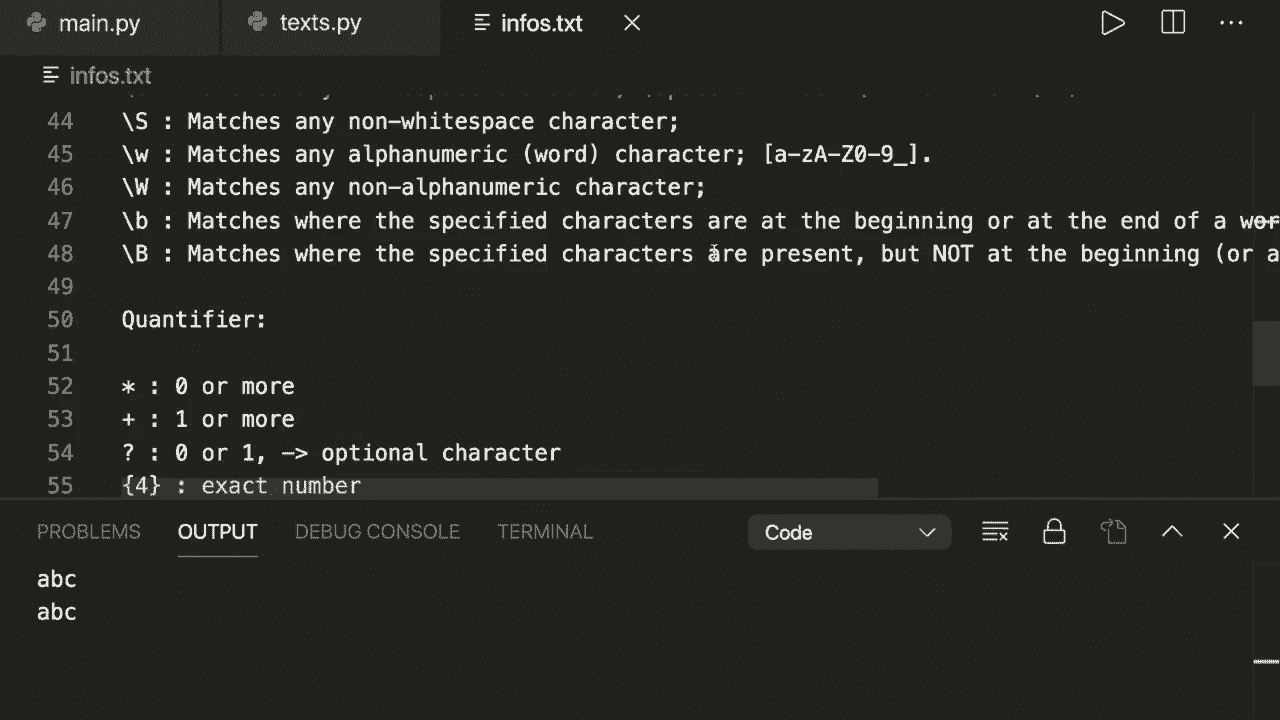 main.py texts.py infos.txt
infos.txt
44 \S : Matches any non-whitespace character;
45 \w : Matches any alphanumeric (word) character; [a-zA-Z0-9_].
46 \W : Matches any non-alphanumeric character;
47 \b : Matches where the specified characters are at the beginning or at the end of a wor
48 \B : Matches where the specified characters are present, but NOT at the beginning (or a
49
50 Quantifier:
51
52 * : 0 or more
53 + : 1 or more
54 ? : 0 or 1, -> optional character
55 {4} : exact number
PROBLEMS OUTPUT DEBUG CONSOLE TERMINAL Code
abc
abc